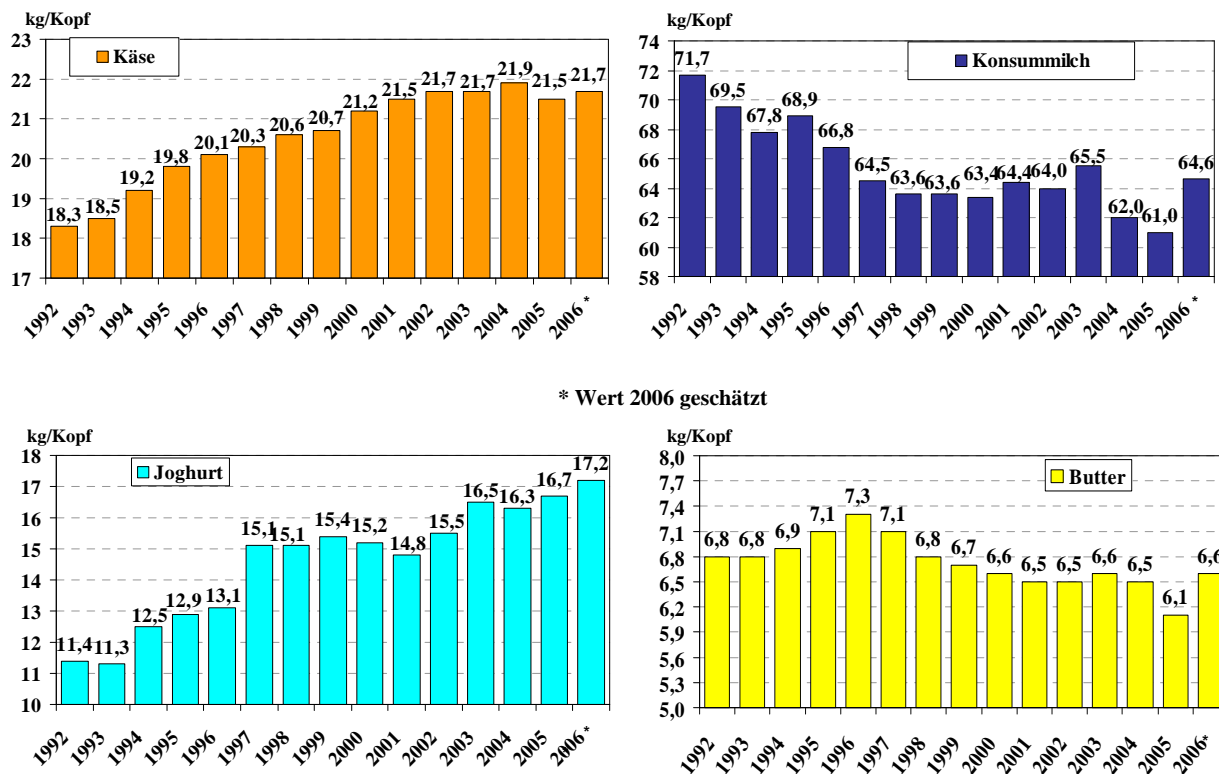 kg/Kopf
Käse
23
22
21
20
19
18
17
18,3 18,5 19,2 19,8 20,1 20,3 20,6 20,7 21,2 21,5 21,7 21,7 21,9 21,5 21,7
1992 1993 1994 1995 1996 1997 1998 1999 2000 2001 2002 2003 2004 2005 2006 *
kg/Kopf
Konsummilch
74
72
70
68
66
64
62
60
58
71,7 69,5 67,8 68,9 66,8 64,5 63,6 63,6 63,4 64,4 64,0 65,5 62,0 61,0 64,6
1992 1993 1994 1995 1996 1997 1998 1999 2000 2001 2002 2003 2004 2005 2006 *
* Wert 2006 geschätzt
kg/Kopf
Joghurt
18
17
16
15
14
13
12
11
10
11,4 11,3 12,5 12,9 13,1 15,1 15,1 15,4 15,2 14,8 15,5 16,5 16,3 16,7 17,2
1992 1993 1994 1995 1996 1997 1998 1999 2000 2001 2002 2003 2004 2005 2006 *
kg/Kopf
Butter
8,0
7,7
7,4
7,1
6,8
6,5
6,2
5,9
5,6
5,3
5,0
6,8 6,8 6,9 7,1 7,3 7,1 6,8 6,7 6,6 6,5 6,5 6,6 6,5 6,1 6,6
1992 1993 1994 1995 1996 1997 1998 1999 2000 2001 2002 2003 2004 2005 2006*